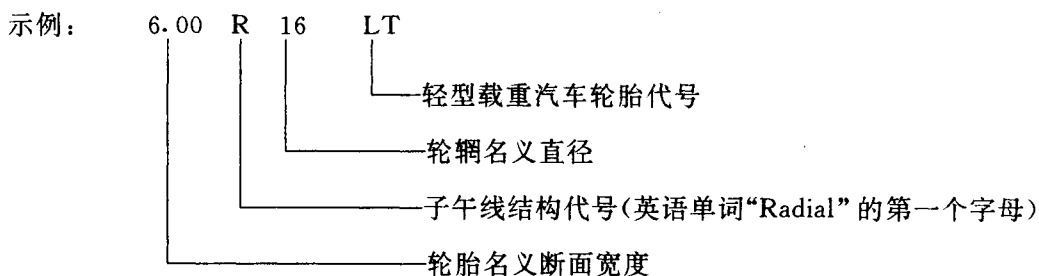 示例： 6.00 R 16 LT
轻型载重汽车轮胎代号
轮辋名义直径
子午线结构代号(英语单词“Radial”的第一个字母)
轮胎名义断面宽度